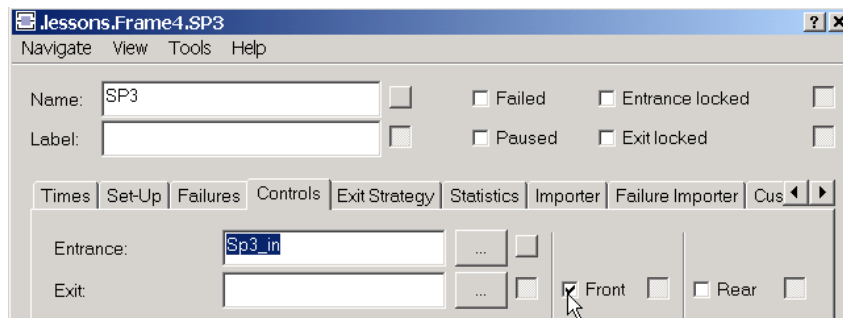 .lessons.Frame4.SP3 ? X
Navigate View Tools Help
Name: SP3 Failed Entrance locked
Label: Paused Exit locked
Times Set-Up Failures Controls Exit Strategy Statistics Importer Failure Importer Cus
Entrance: Sp3_in ...
Exit: ... Front Rear